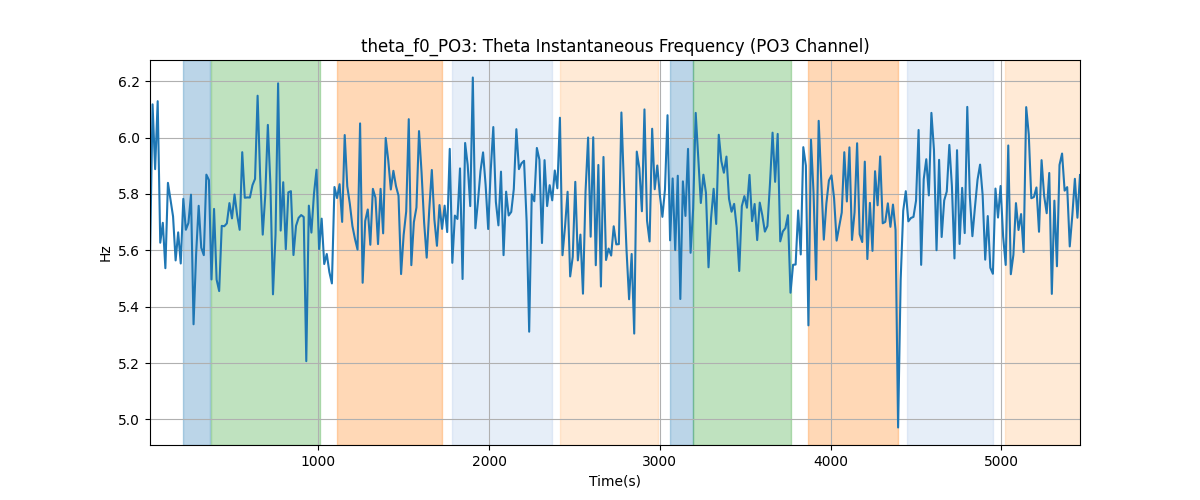 theta_f0_PO3: Theta Instantaneous Frequency (PO3 Channel)
6.2
6.0
5.8
5.6
5.4
5.2
5.0
Hz
1000 2000 3000 4000 5000
Time(s)